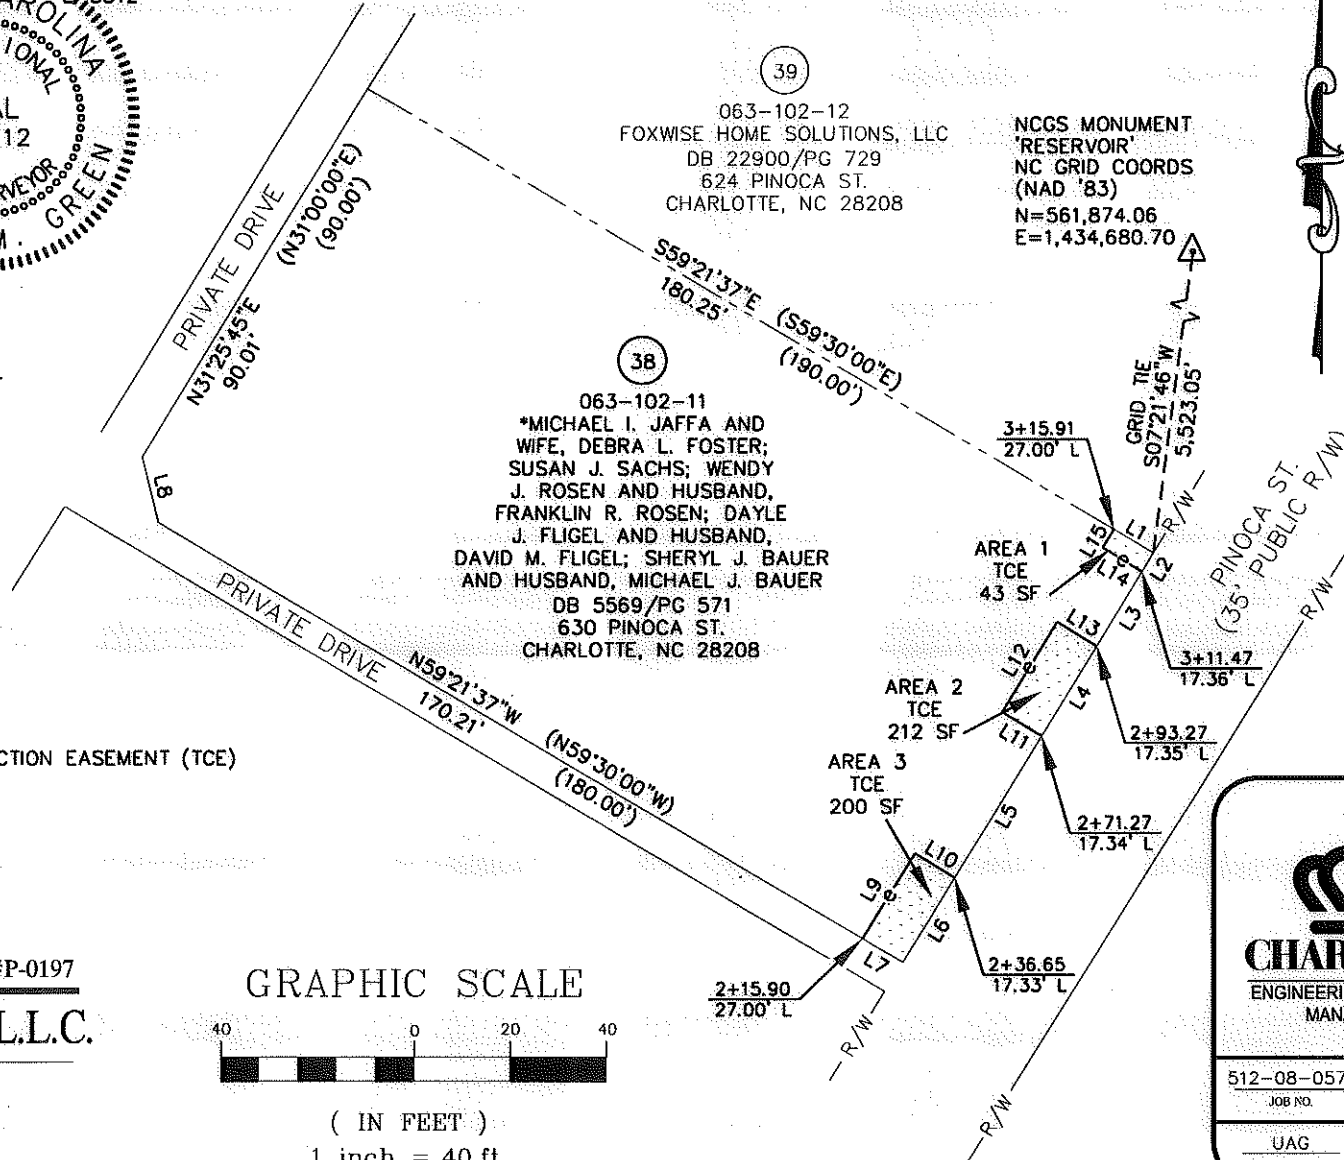 CAROLINA
IONAL
AL
12
RVEYOR
M. GREEN
39
063-102-12
FOXWISE HOME SOLUTIONS, LLC
DB 22900/PG 729
624 PINOCA ST.
CHARLOTTE, NC 28208
NCGS MONUMENT
'RESERVOIR'
NC GRID COORDS
(NAD '83)
N=561,874.06
E=1,434,680.70
PRIVATE DRIVE
(N31°00'00"E)
(90.00')
N31°25'45"E
90.01'
S59°21'37"E (S59°30'00"E)
180.25' (190.00')
GRID TIE
S07°21'46"W
5,523.05'
38
063-102-11
*MICHAEL I. JAFFA AND
WIFE, DEBRA L. FOSTER;
SUSAN J. SACHS; WENDY
J. ROSEN AND HUSBAND,
FRANKLIN R. ROSEN; DAYLE
J. FLIGEL AND HUSBAND,
DAVID M. FLIGEL; SHERYL J. BAUER
AND HUSBAND, MICHAEL J. BAUER
DB 5569/PG 571
630 PINOCA ST.
CHARLOTTE, NC 28208
3+15.91
27.00' L
L8
L15
L1
R/W
PINOCA ST.
(35' PUBLIC R/W)
AREA 1
TCE
43 SF
e
L14
L2
L3
L13
R/W
3+11.47
17.36' L
PRIVATE DRIVE
L12
e
AREA 2
TCE
212 SF
L4
L11
2+93.27
17.35' L
N59°21'37"W (N59°30'00"W)
170.21' (180.00')
CTION EASEMENT (TCE)
AREA 3
TCE
200 SF
L5
2+71.27
17.34' L
L10
L9
e
L6
L7
2+36.65
17.33' L
2+15.90
27.00' L
R/W
R/W
P-0197
L.L.C.
GRAPHIC SCALE
40 0 20 40
( IN FEET )
1 inch = 40 ft.
CHAR
ENGINEERI
MAN
512-08-057
JOB NO.
UAG